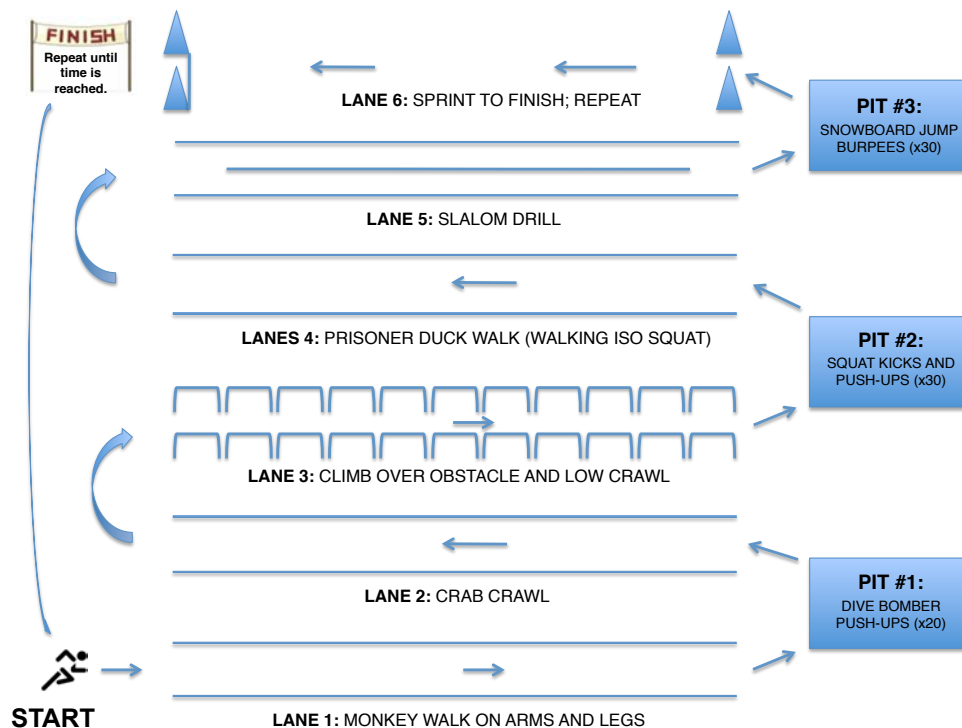 FINISH
Repeat until
time is
reached.
LANE 6: SPRINT TO FINISH; REPEAT
PIT #3:
SNOWBOARD JUMP
BURPEES (x30)
LANE 5: SLALOM DRILL
LANES 4: PRISONER DUCK WALK (WALKING ISO SQUAT)
PIT #2:
SQUAT KICKS AND
PUSH-UPS (x30)
LANE 3: CLIMB OVER OBSTACLE AND LOW CRAWL
LANE 2: CRAB CRAWL
PIT #1:
DIVE BOMBER
PUSH-UPS (x20)
START
LANE 1: MONKEY WALK ON ARMS AND LEGS